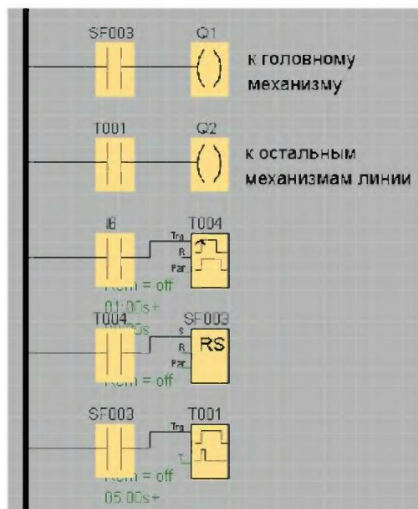 SF003 Q1
к головному
механизму
T001 Q2
к остальным
механизмам линии
I6 T004
Trg
R
Par
Rem = off
01:00s+
T004 SF003
S
R RS
Par
Rem = off
SF003 T001
Trg
T
Rem = off
05:00s+